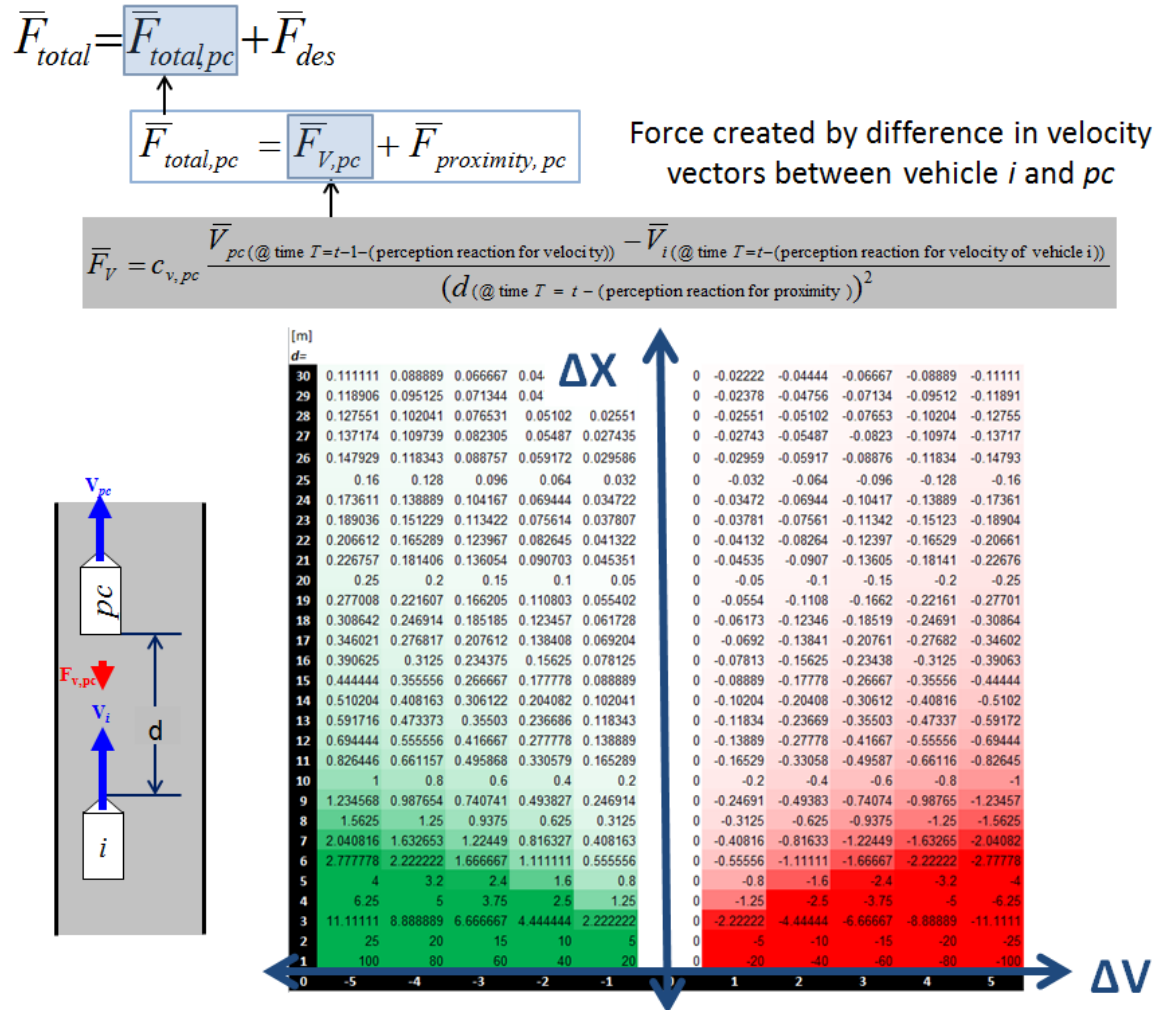 F̅_total = F̅_total,pc + F̅_des
F̅_total,pc = F̅_V,pc + F̅_proximity, pc
Force created by difference in velocity
vectors between vehicle i and pc
F̅_V = c_v,pc (V̅_pc (@ time T=t-1-(perception reaction for velocity)) − V̅_i (@ time T=t-(perception reaction for velocity of vehicle i))) / (d (@ time T = t - (perception reaction for proximity )))²
[m]
d=
ΔX
30 0.111111 0.088889 0.066667 0.04 0 -0.02222 -0.04444 -0.06667 -0.08889 -0.11111
29 0.118906 0.095125 0.071344 0.04 0 -0.02378 -0.04756 -0.07134 -0.09512 -0.11891
28 0.127551 0.102041 0.076531 0.05102 0.02551 0 -0.02551 -0.05102 -0.07653 -0.10204 -0.12755
27 0.137174 0.109739 0.082305 0.05487 0.027435 0 -0.02743 -0.05487 -0.0823 -0.10974 -0.13717
26 0.147929 0.118343 0.088757 0.059172 0.029586 0 -0.02959 -0.05917 -0.08876 -0.11834 -0.14793
25 0.16 0.128 0.096 0.064 0.032 0 -0.032 -0.064 -0.096 -0.128 -0.16
24 0.173611 0.138889 0.104167 0.069444 0.034722 0 -0.03472 -0.06944 -0.10417 -0.13889 -0.17361
23 0.189036 0.151229 0.113422 0.075614 0.037807 0 -0.03781 -0.07561 -0.11342 -0.15123 -0.18904
22 0.206612 0.165289 0.123967 0.082645 0.041322 0 -0.04132 -0.08264 -0.12397 -0.16529 -0.20661
21 0.226757 0.181406 0.136054 0.090703 0.045351 0 -0.04535 -0.0907 -0.13605 -0.18141 -0.22676
20 0.25 0.2 0.15 0.1 0.05 0 -0.05 -0.1 -0.15 -0.2 -0.25
19 0.277008 0.221607 0.166205 0.110803 0.055402 0 -0.0554 -0.1108 -0.1662 -0.22161 -0.27701
18 0.308642 0.246914 0.185185 0.123457 0.061728 0 -0.06173 -0.12346 -0.18519 -0.24691 -0.30864
17 0.346021 0.276817 0.207612 0.138408 0.069204 0 -0.0692 -0.13841 -0.20761 -0.27682 -0.34602
16 0.390625 0.3125 0.234375 0.15625 0.078125 0 -0.07813 -0.15625 -0.23438 -0.3125 -0.39063
15 0.444444 0.355556 0.266667 0.177778 0.088889 0 -0.08889 -0.17778 -0.26667 -0.35556 -0.44444
14 0.510204 0.408163 0.306122 0.204082 0.102041 0 -0.10204 -0.20408 -0.30612 -0.40816 -0.5102
13 0.591716 0.473373 0.35503 0.236686 0.118343 0 -0.11834 -0.23669 -0.35503 -0.47337 -0.59172
12 0.694444 0.555556 0.416667 0.277778 0.138889 0 -0.13889 -0.27778 -0.41667 -0.55556 -0.69444
11 0.826446 0.661157 0.495868 0.330579 0.165289 0 -0.16529 -0.33058 -0.49587 -0.66116 -0.82645
10 1 0.8 0.6 0.4 0.2 0 -0.2 -0.4 -0.6 -0.8 -1
9 1.234568 0.987654 0.740741 0.493827 0.246914 0 -0.24691 -0.49383 -0.74074 -0.98765 -1.23457
8 1.5625 1.25 0.9375 0.625 0.3125 0 -0.3125 -0.625 -0.9375 -1.25 -1.5625
7 2.040816 1.632653 1.22449 0.816327 0.408163 0 -0.40816 -0.81633 -1.22449 -1.63265 -2.04082
6 2.777778 2.222222 1.666667 1.111111 0.555556 0 -0.55556 -1.11111 -1.66667 -2.22222 -2.77778
5 4 3.2 2.4 1.6 0.8 0 -0.8 -1.6 -2.4 -3.2 -4
4 6.25 5 3.75 2.5 1.25 0 -1.25 -2.5 -3.75 -5 -6.25
3 11.11111 8.888889 6.666667 4.444444 2.222222 0 -2.22222 -4.44444 -6.66667 -8.88889 -11.1111
2 25 20 15 10 5 0 -5 -10 -15 -20 -25
1 100 80 60 40 20 0 -20 -40 -60 -80 -100
0 -5 -4 -3 -2 -1 0 1 2 3 4 5
ΔV
V_pc
pc
F_v,pc
V_i
d
i